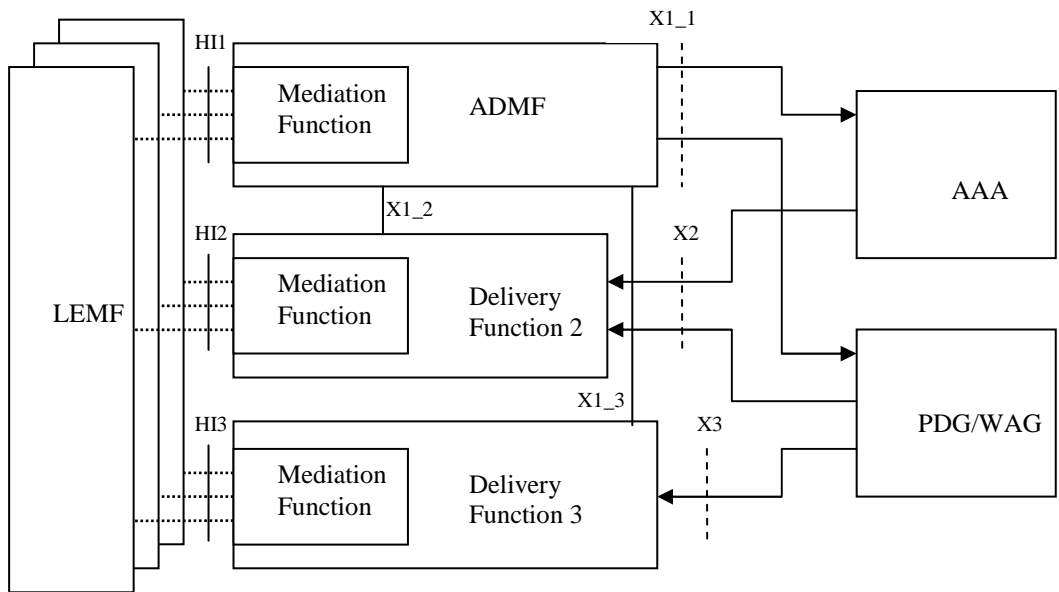 X1_1
HI1
Mediation
Function
ADMF
AAA
X1_2
HI2
X2
LEMF
Mediation
Function
Delivery
Function 2
X1_3
HI3
X3
PDG/WAG
Mediation
Function
Delivery
Function 3